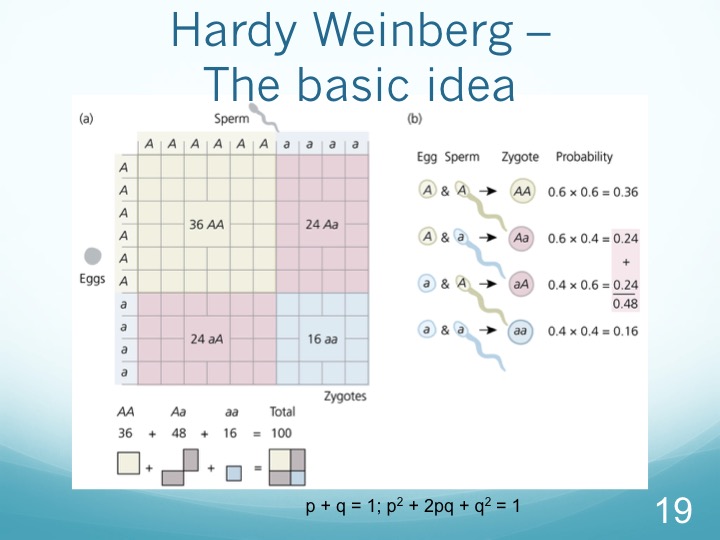 Hardy Weinberg –
The basic idea
(a)
Sperm
A A A A A A a a a a
A
A
A
A
A
A
a
a
a
a
Eggs
36 AA
24 Aa
24 aA
16 aa
Zygotes
AA Aa aa Total
36 + 48 + 16 = 100
+ + =
(b)
Egg Sperm Zygote Probability
A & A → AA 0.6 × 0.6 = 0.36
A & a → Aa 0.6 × 0.4 = 0.24
+
a & A → aA 0.4 × 0.6 = 0.24
0.48
a & a → aa 0.4 × 0.4 = 0.16
p + q = 1; p² + 2pq + q² = 1
19